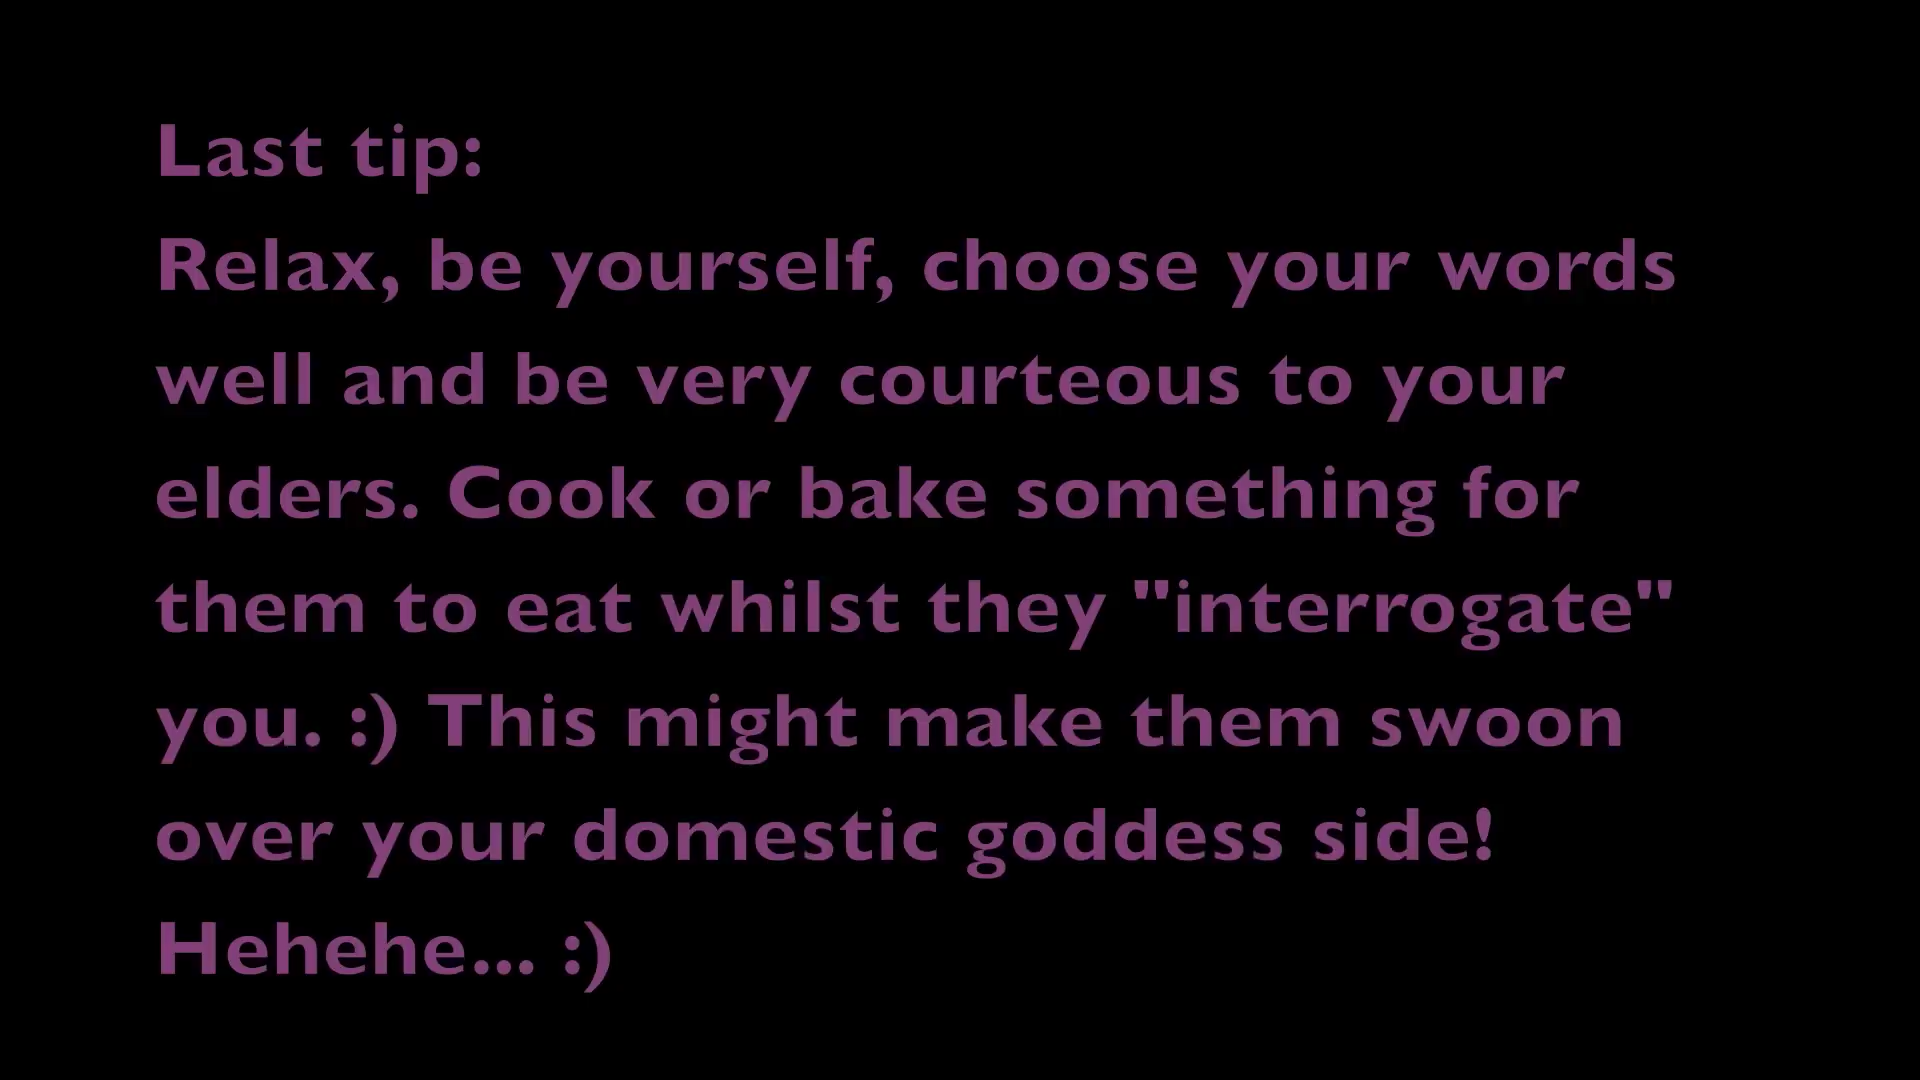 Last tip:
Relax, be yourself, choose your words
well and be very courteous to your
elders. Cook or bake something for
them to eat whilst they "interrogate"
you. :) This might make them swoon
over your domestic goddess side!
Hehehe... :)